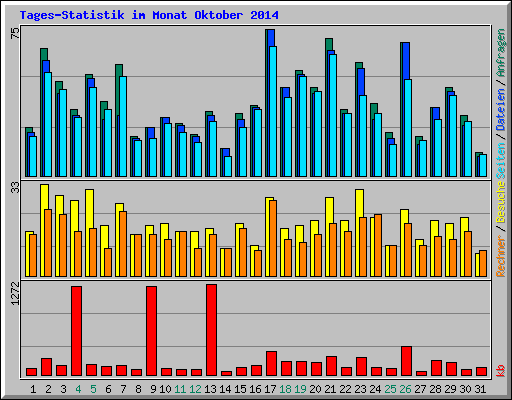 Tages-Statistik im Monat Oktober 2014
75
33
1272
Rechner / Besuche Seiten / Dateien / Anfragen
kb
1 2 3 4 5 6 7 8 9 10 11 12 13 14 15 16 17 18 19 20 21 22 23 24 25 26 27 28 29 30 31